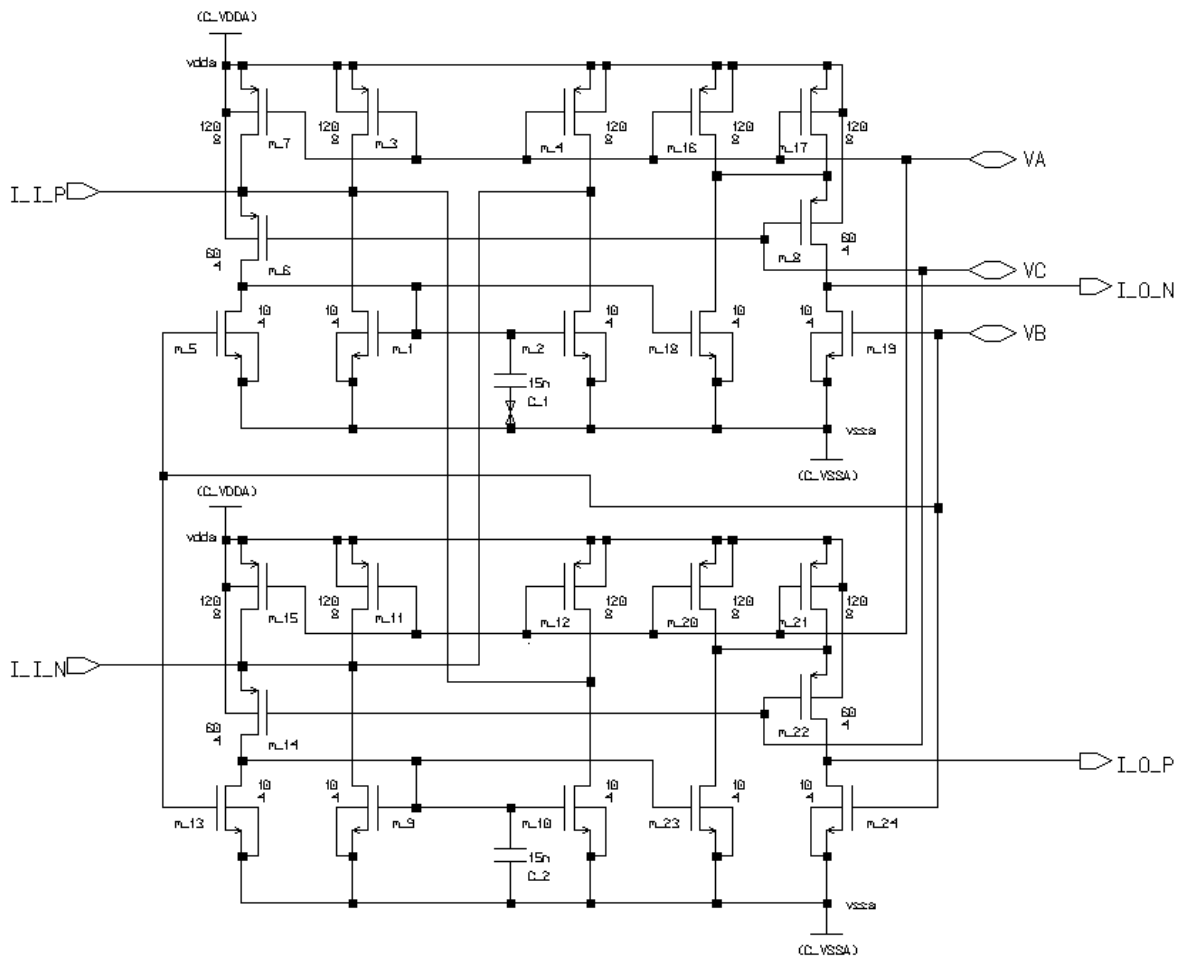 (C_VDDA)
vdda
120 8 m_7
120 8 m_3
m_4 120 8
m_16 120 8
m_17 120 8
VA
I_I_P
60 4 m_6
m_8 60 4
VC
I_O_N
m_5 10 4
10 4 m_1
m_2 10 4
m_18 10 4
10 4 m_19
VB
15n
C_1
vssa
(C_VSSA)
(C_VDDA)
vdda
120 8 m_15
120 8 m_11
m_12 120 8
m_20 120 8
m_21 120 8
I_I_N
60 4 m_14
m_22 60 4
I_O_P
m_13 10 4
10 4 m_9
m_10 10 4
m_23 10 4
10 4 m_24
15n
C_2
vssa
(C_VSSA)